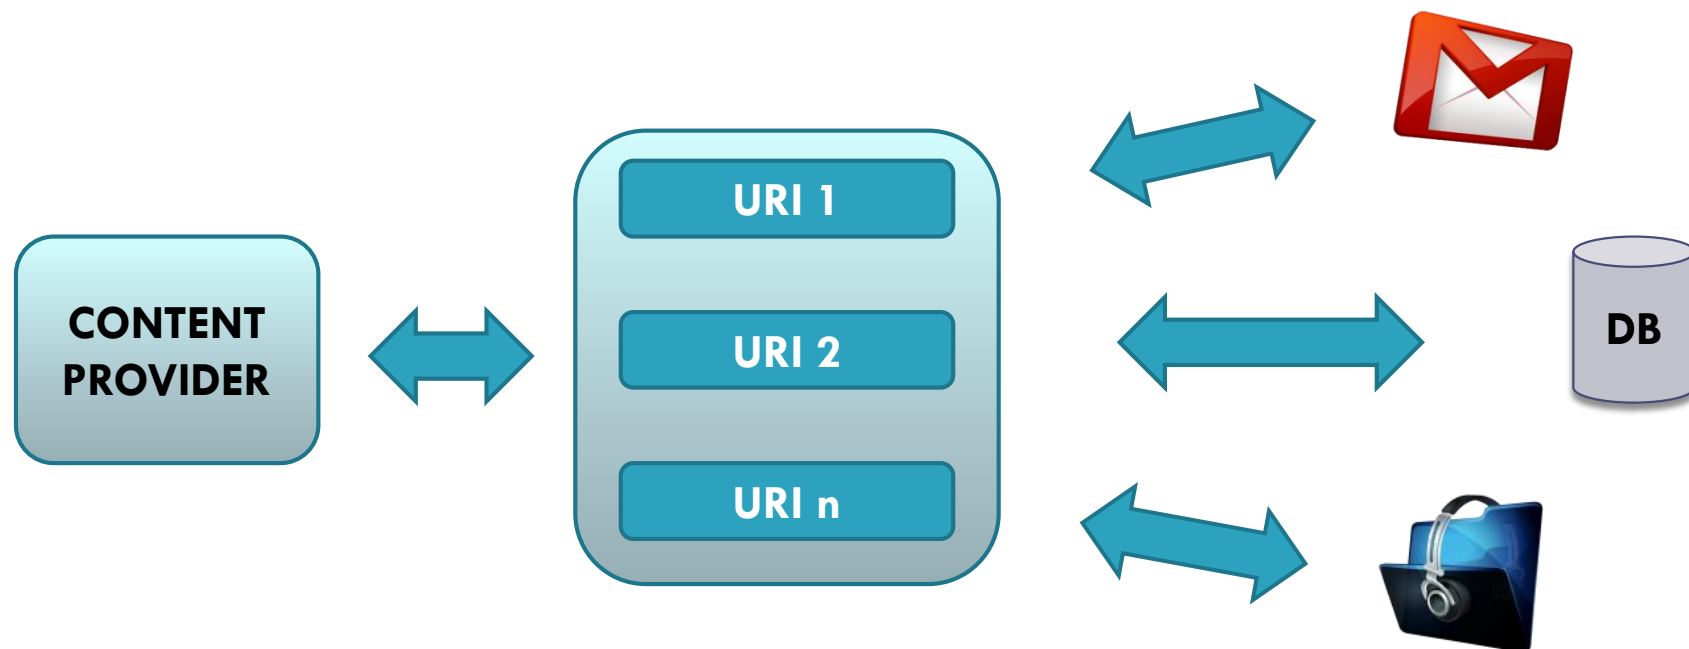 CONTENT
PROVIDER
URI 1
URI 2
URI n
DB